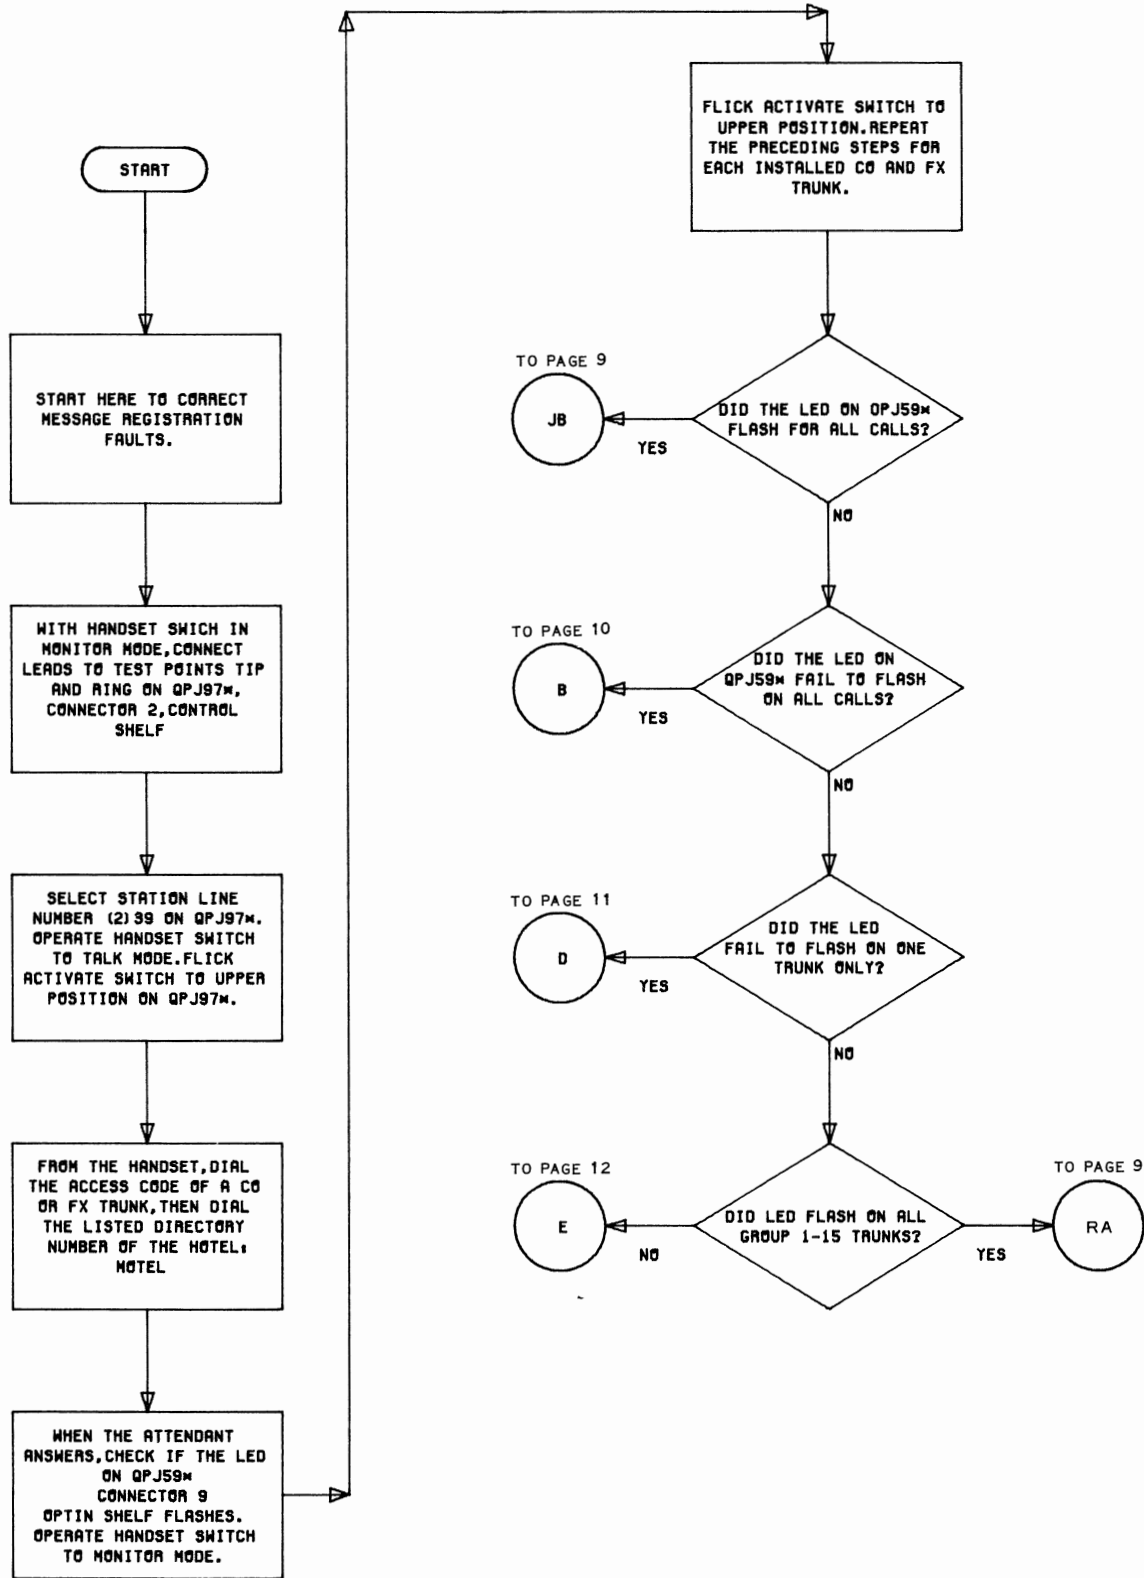 START
START HERE TO CORRECT
MESSAGE REGISTRATION
FAULTS.
WITH HANDSET SWICH IN
MONITOR MODE,CONNECT
LEADS TO TEST POINTS TIP
AND RING ON QPJ97*,
CONNECTOR 2,CONTROL
SHELF
SELECT STATION LINE
NUMBER (2)39 ON QPJ97*.
OPERATE HANDSET SWITCH
TO TALK MODE.FLICK
ACTIVATE SWITCH TO UPPER
POSITION ON QPJ97*.
FROM THE HANDSET,DIAL
THE ACCESS CODE OF A CO
OR FX TRUNK,THEN DIAL
THE LISTED DIRECTORY
NUMBER OF THE HOTEL:
MOTEL
WHEN THE ATTENDANT
ANSWERS,CHECK IF THE LED
ON QPJ59*
CONNECTOR 9
OPTIN SHELF FLASHES.
OPERATE HANDSET SWITCH
TO MONITOR MODE.
FLICK ACTIVATE SWITCH TO
UPPER POSITION.REPEAT
THE PRECEDING STEPS FOR
EACH INSTALLED CO AND FX
TRUNK.
TO PAGE 9
JB
YES
DID THE LED ON QPJ59*
FLASH FOR ALL CALLS?
NO
TO PAGE 10
B
YES
DID THE LED ON
QPJ59* FAIL TO FLASH
ON ALL CALLS?
NO
TO PAGE 11
D
YES
DID THE LED
FAIL TO FLASH ON ONE
TRUNK ONLY?
NO
TO PAGE 12
E
NO
DID LED FLASH ON ALL
GROUP 1-15 TRUNKS?
YES
TO PAGE 9
RA